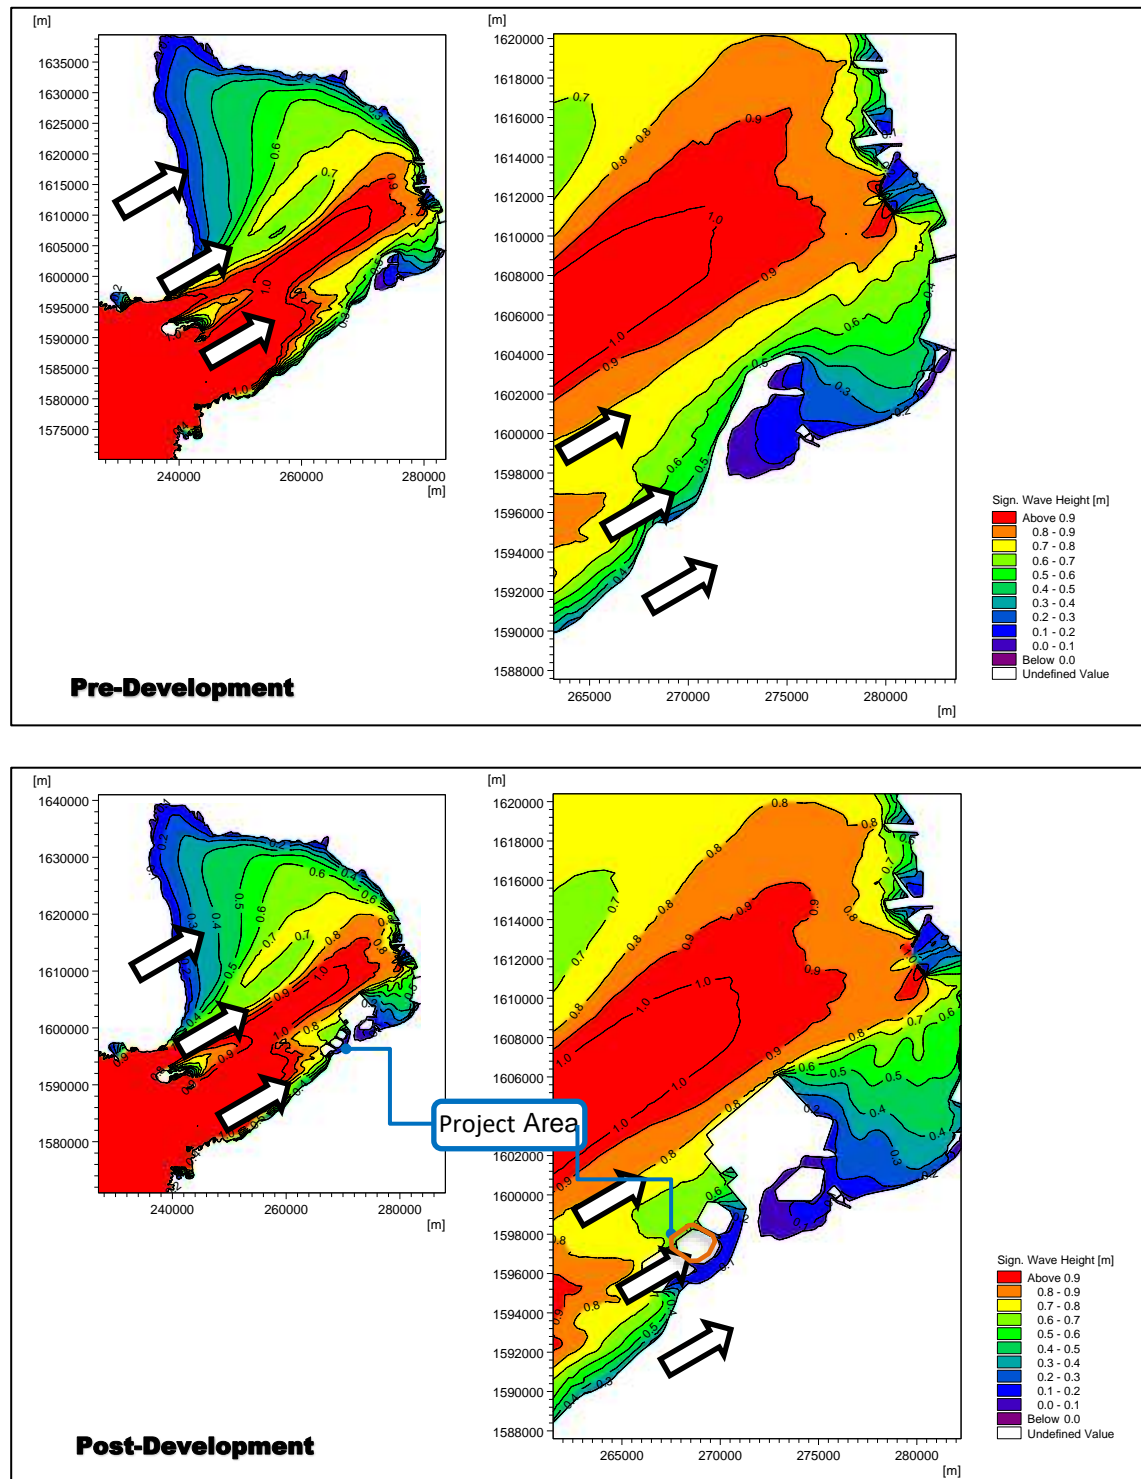 [m]
1635000
1630000
1625000
1620000
1615000
1610000
1605000
1600000
1595000
1590000
1585000
1580000
1575000
240000 260000 280000
[m]
[m]
1620000
1618000
1616000
1614000
1612000
1610000
1608000
1606000
1604000
1602000
1600000
1598000
1596000
1594000
1592000
1590000
1588000
265000 270000 275000 280000
[m]
Sign. Wave Height [m]
Above 0.9
0.8 - 0.9
0.7 - 0.8
0.6 - 0.7
0.5 - 0.6
0.4 - 0.5
0.3 - 0.4
0.2 - 0.3
0.1 - 0.2
0.0 - 0.1
Below 0.0
Undefined Value
Pre-Development
[m]
1640000
1630000
1620000
1610000
1600000
1590000
1580000
240000 260000 280000
[m]
Project Area
[m]
1620000
1618000
1616000
1614000
1612000
1610000
1608000
1606000
1602000
1600000
1598000
1596000
1594000
1592000
1590000
1588000
265000 270000 275000 280000
[m]
Sign. Wave Height [m]
Above 0.9
0.8 - 0.9
0.7 - 0.8
0.6 - 0.7
0.5 - 0.6
0.4 - 0.5
0.3 - 0.4
0.2 - 0.3
0.1 - 0.2
0.0 - 0.1
Below 0.0
Undefined Value
Post-Development